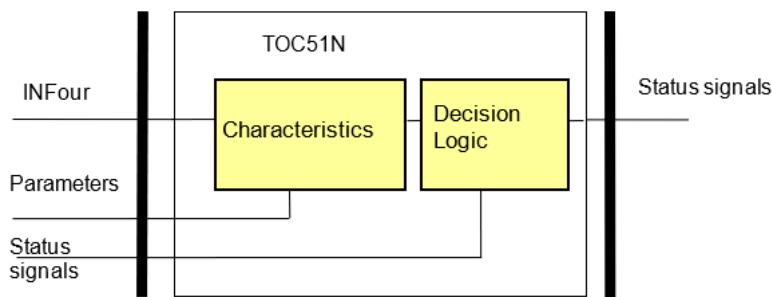 TOC51N
INFour
Status signals
Characteristics
Decision
Logic
Parameters
Status
signals